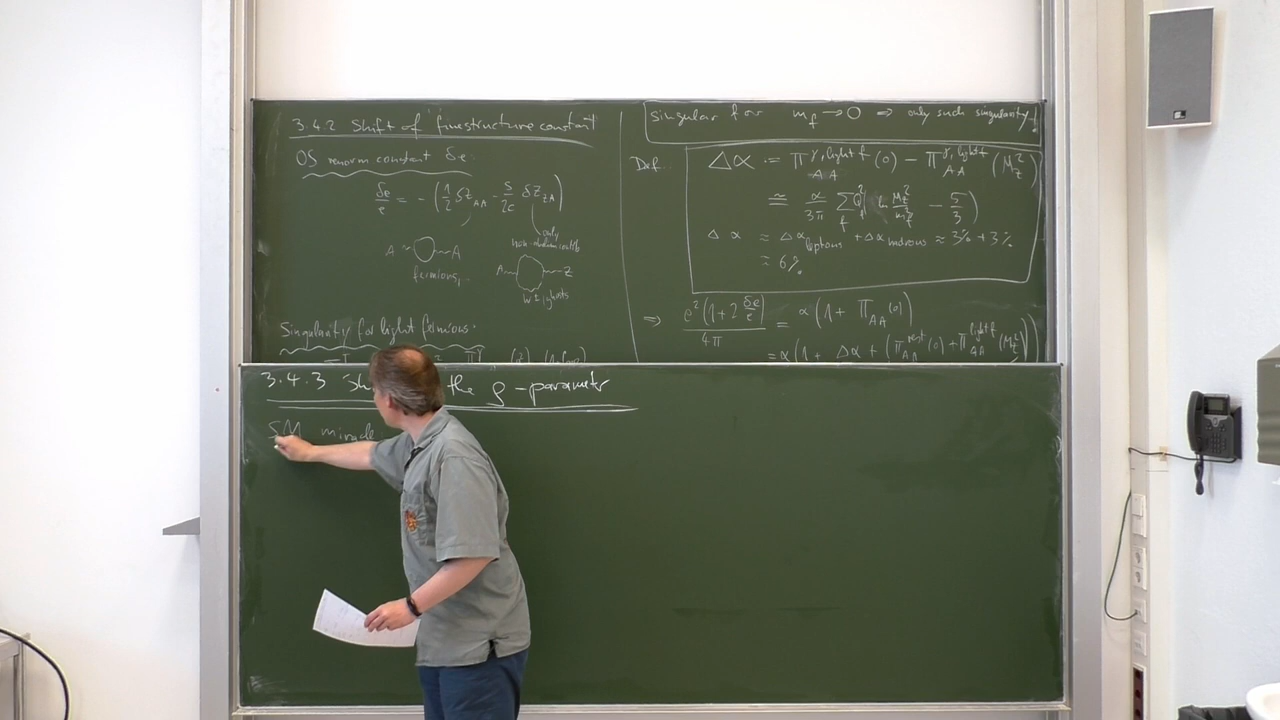 3.4.2 Shift of finestructure constant
OS renorm constant δe:
δe/e = - (1/2 δZ_AA - s/2c δZ_ZA)
only
non-abelian contrib
A A
fermions,...
A Z
W± ghosts
Singularity for light fermions:
Singular for m_f → 0 ⇒ only such singularity!
Def.
Δα := Π^{γ, light f}_{AA} (0) - Π^{γ, light f}_{AA} (M_Z^2)
≅ α/3π Σ_f Q_f^2 (ln M_Z^2/m_f^2 - 5/3)
Δα ≈ Δα_leptons + Δα_hadrons ≈ 3% + 3%
≈ 6%
⇒ e^2 (1 + 2 δe/e) / 4π = α (1 + Π_AA (0))
= α (1 + Δα + (Π^{rest}_{AA} (0) + Π^{light f}_{AA} (M_Z^2)))
3.4.3 Sh the ρ-parameter
SM miracle